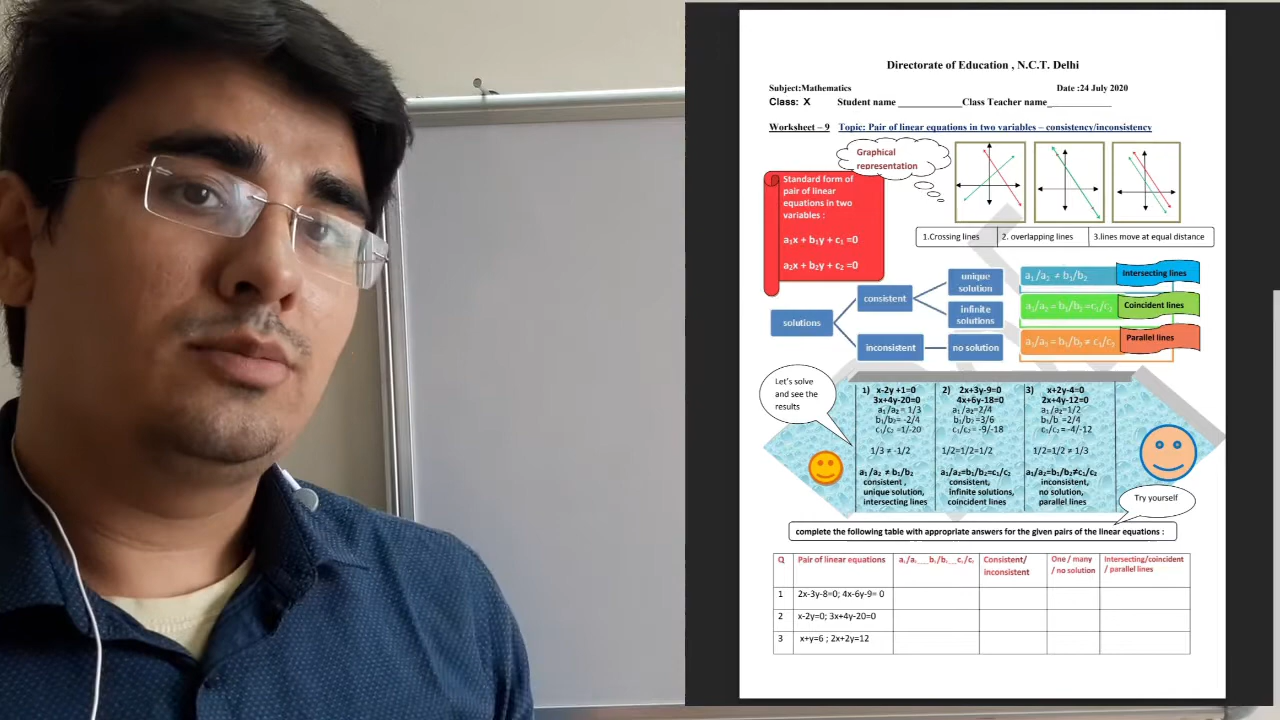 Directorate of Education , N.C.T. Delhi
Subject:Mathematics Date :24 July 2020
Class: X Student name ____________Class Teacher name____________
Worksheet – 9 Topic: Pair of linear equations in two variables – consistency/inconsistency
Graphical
representation
Standard form of
pair of linear
equations in two
variables :
a₁x + b₁y + c₁ =0
a₂x + b₂y + c₂ =0
1.Crossing lines 2. overlapping lines 3.lines move at equal distance
solutions
consistent
inconsistent
unique
solution
infinite
solutions
no solution
a₁/a₂ ≠ b₁/b₂ Intersecting lines
a₁/a₂ = b₁/b₂ =c₁/c₂ Coincident lines
a₁/a₂ = b₁/b₂ ≠ c₁/c₂ Parallel lines
Let's solve
and see the
results
1) x-2y +1=0
3x+4y-20=0
a₁/a₂= 1/3
b₁/b₂= -2/4
c₁/c₂ =1/-20
1/3 ≠ -1/2
a₁/a₂ ≠ b₁/b₂
consistent ,
unique solution,
intersecting lines
2) 2x+3y-9=0
4x+6y-18=0
a₁/a₂=2/4
b₁/b₂=3/6
c₁/c₂= -9/-18
1/2=1/2=1/2
a₁/a₂=b₁/b₂=c₁/c₂
consistent,
infinite solutions,
coincident lines
3) x+2y-4=0
2x+4y-12=0
a₁/a₂=1/2
b₁/b =2/4
c₁/c₂ =-4/-12
1/2=1/2 ≠ 1/3
a₁/a₂=b₁/b₂≠c₁/c₂
inconsistent,
no solution,
parallel lines
Try yourself
complete the following table with appropriate answers for the given pairs of the linear equations :
Q Pair of linear equations a₁/a₂__b₁/b₂__c₁/c₂ Consistent/ One / many Intersecting/coincident
inconsistent / no solution / parallel lines
1 2x-3y-8=0; 4x-6y-9= 0
2 x-2y=0; 3x+4y-20=0
3 x+y=6 ; 2x+2y=12